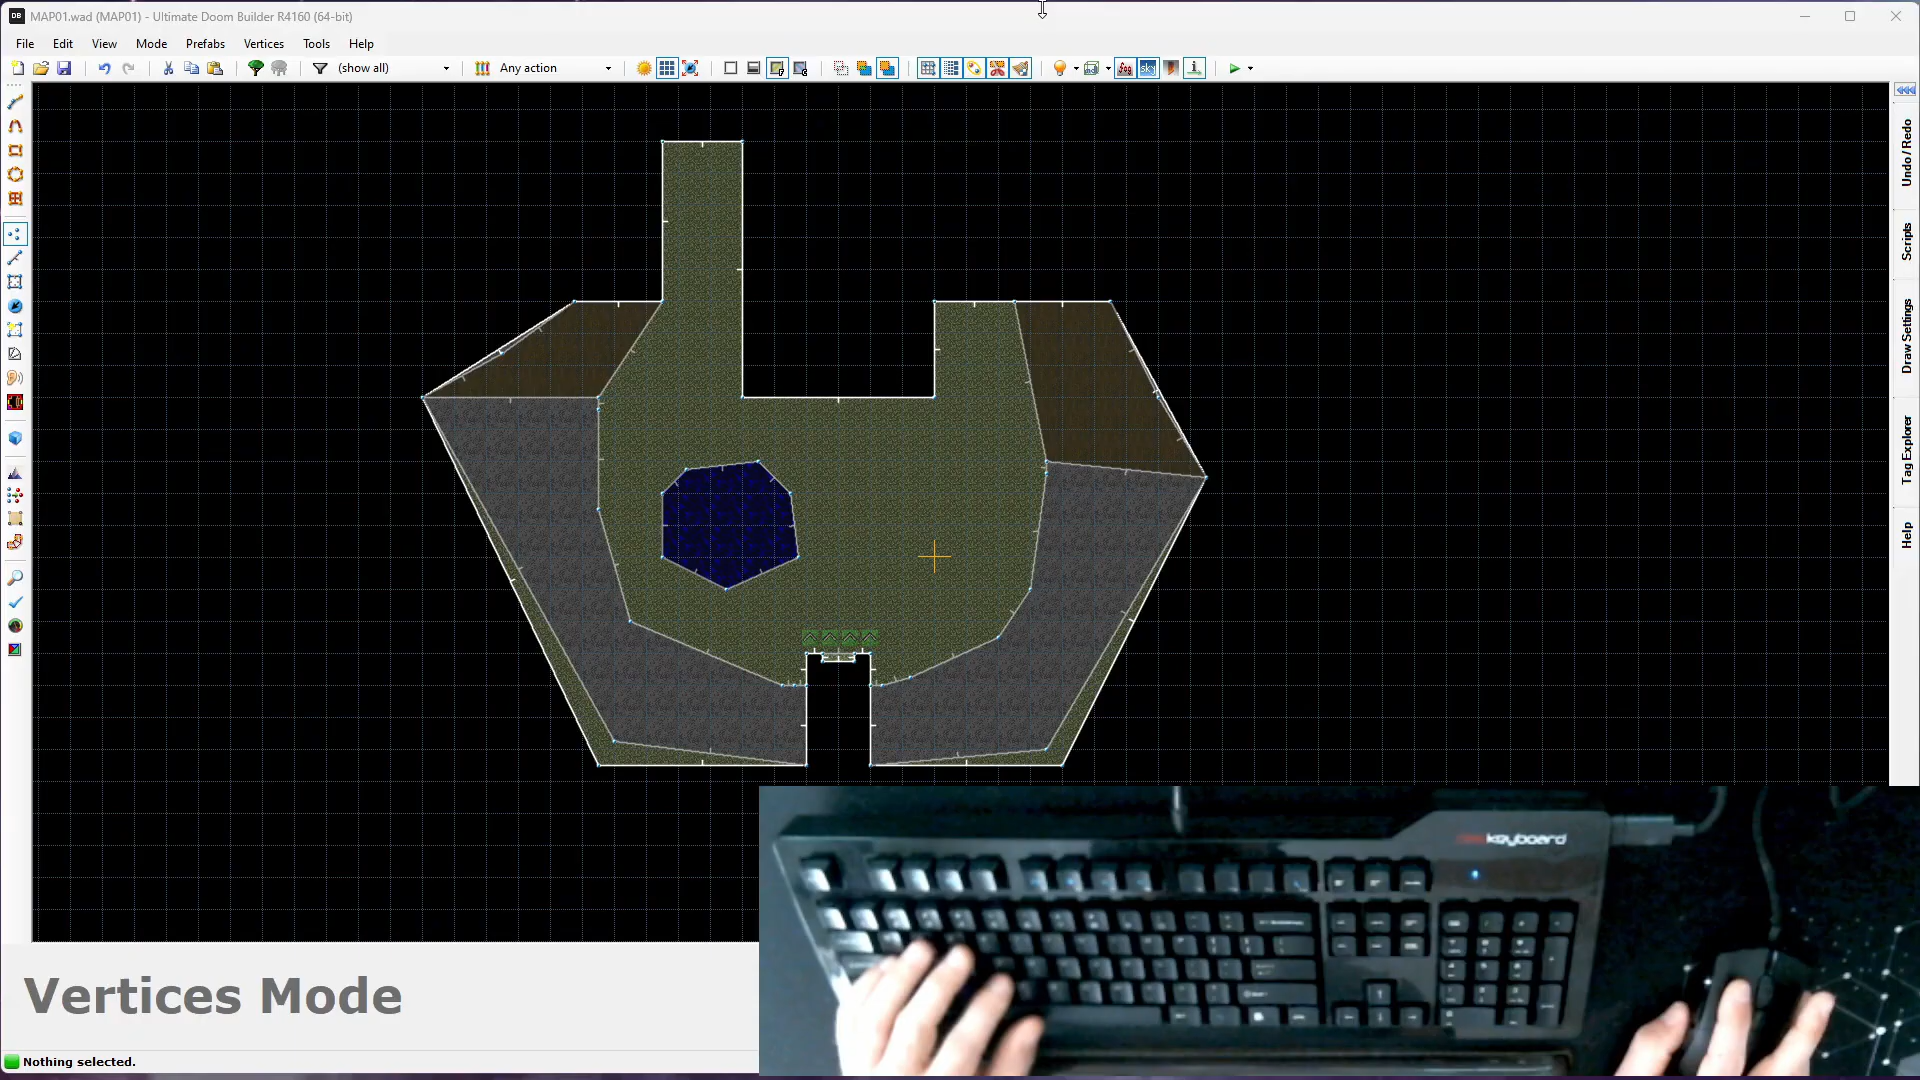 MAP01.wad (MAP01) - Ultimate Doom Builder R4160 (64-bit)
File Edit View Mode Prefabs Vertices Tools Help
(show all) Any action
Undo / Redo
Scripts
Draw Settings
Tag Explorer
Help
Vertices Mode
Nothing selected.
keyboard